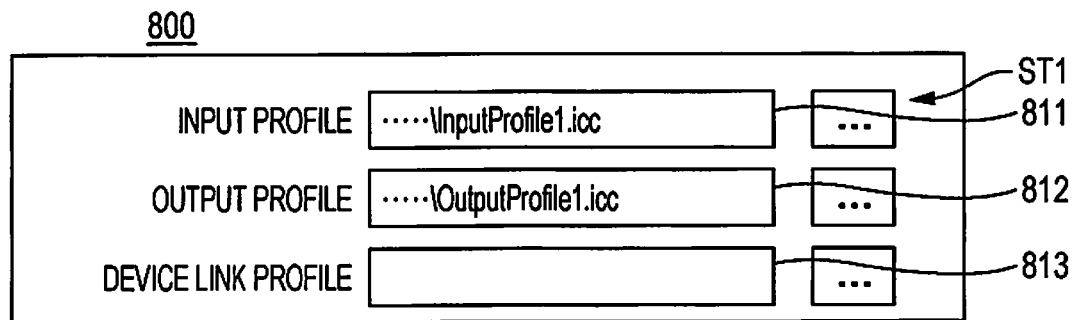 800
ST1
INPUT PROFILE ·····\InputProfile1.icc ... 811
OUTPUT PROFILE ·····\OutputProfile1.icc ... 812
DEVICE LINK PROFILE ... 813